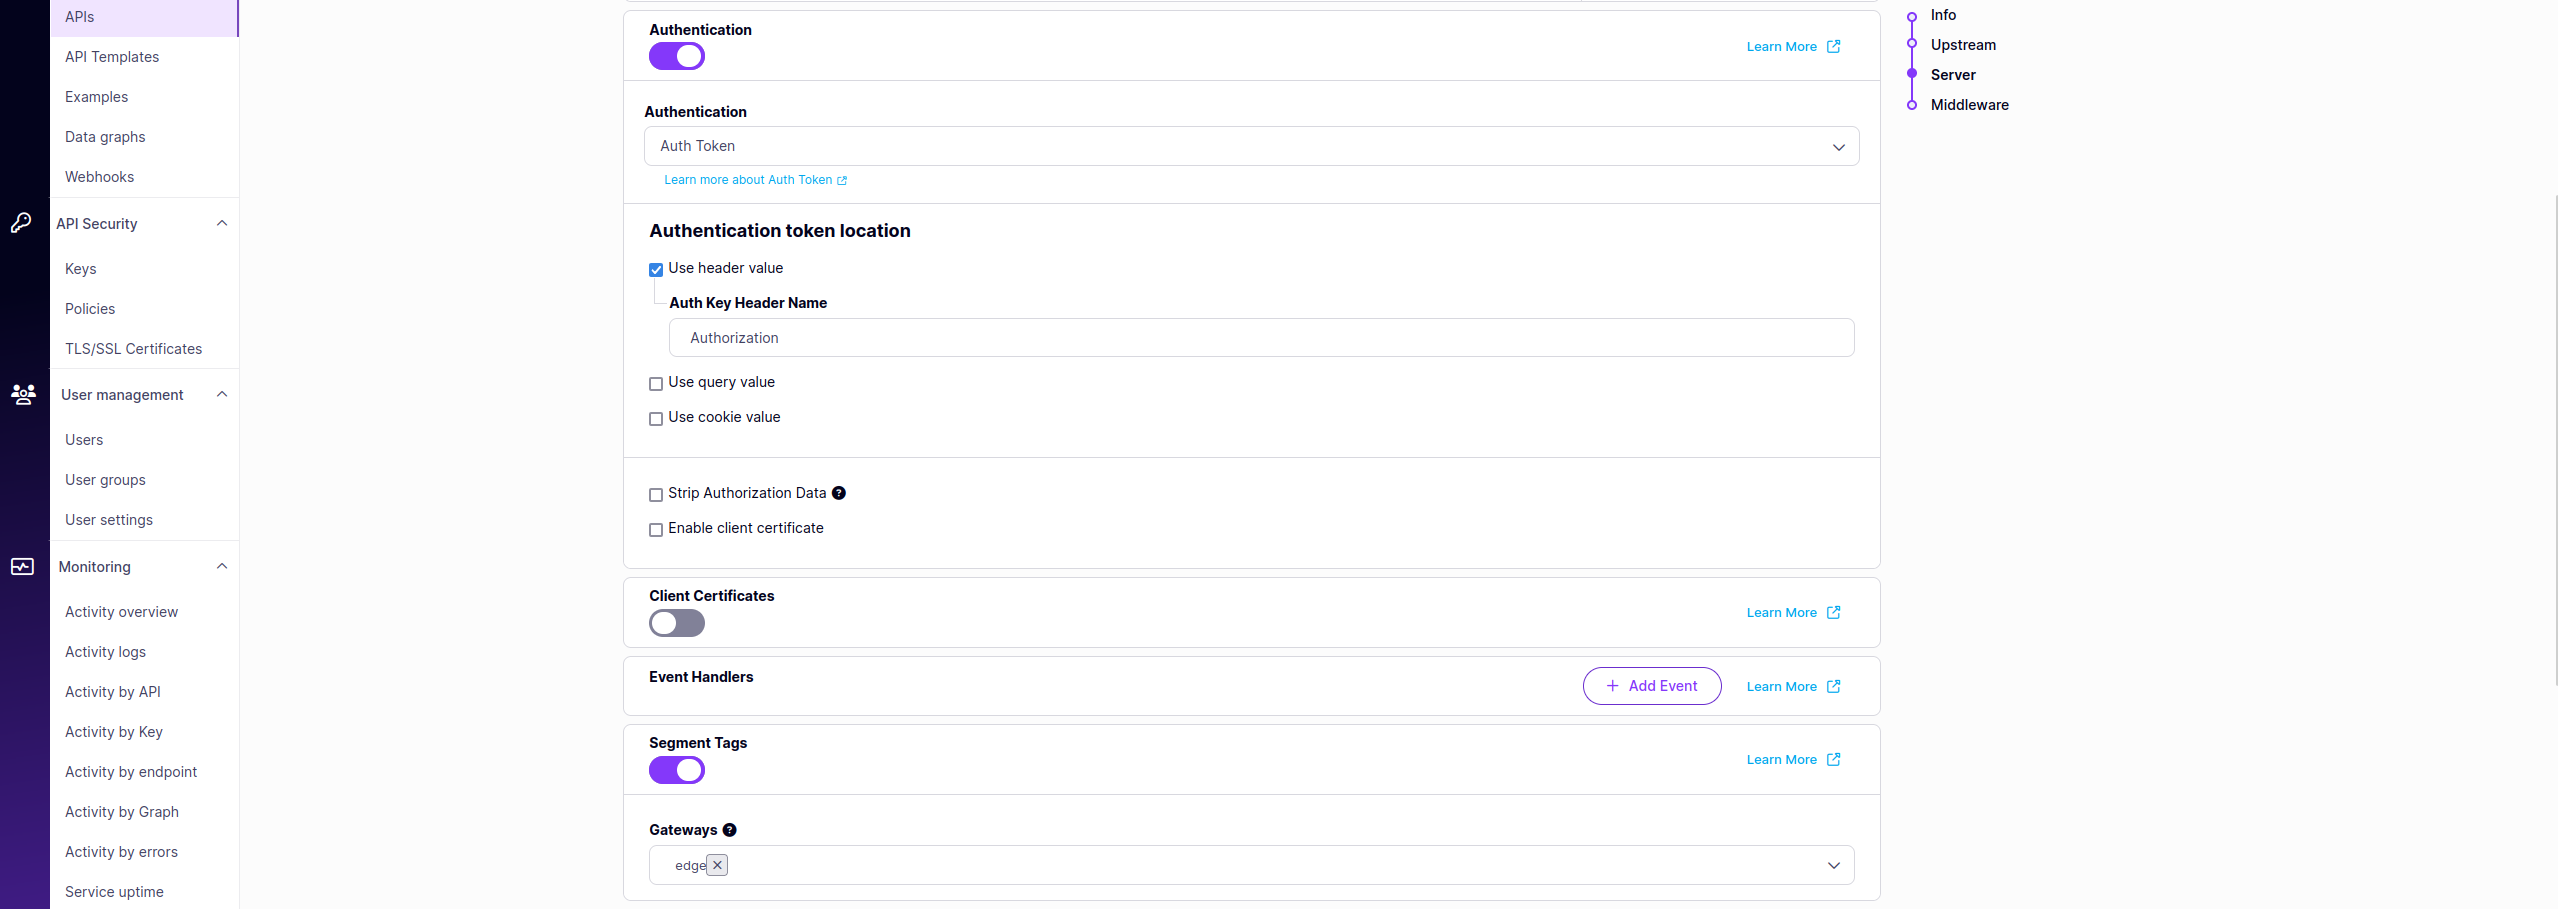 APIs
API Templates
Examples
Data graphs
Webhooks
API Security
Keys
Policies
TLS/SSL Certificates
User management
Users
User groups
User settings
Monitoring
Activity overview
Activity logs
Activity by API
Activity by Key
Activity by endpoint
Activity by Graph
Activity by errors
Service uptime
Authentication
Learn More
Authentication
Auth Token
Learn more about Auth Token
Authentication token location
Use header value
Auth Key Header Name
Authorization
Use query value
Use cookie value
Strip Authorization Data ?
Enable client certificate
Client Certificates
Learn More
Event Handlers
+ Add Event
Learn More
Segment Tags
Learn More
Gateways ?
edge ×
Info
Upstream
Server
Middleware